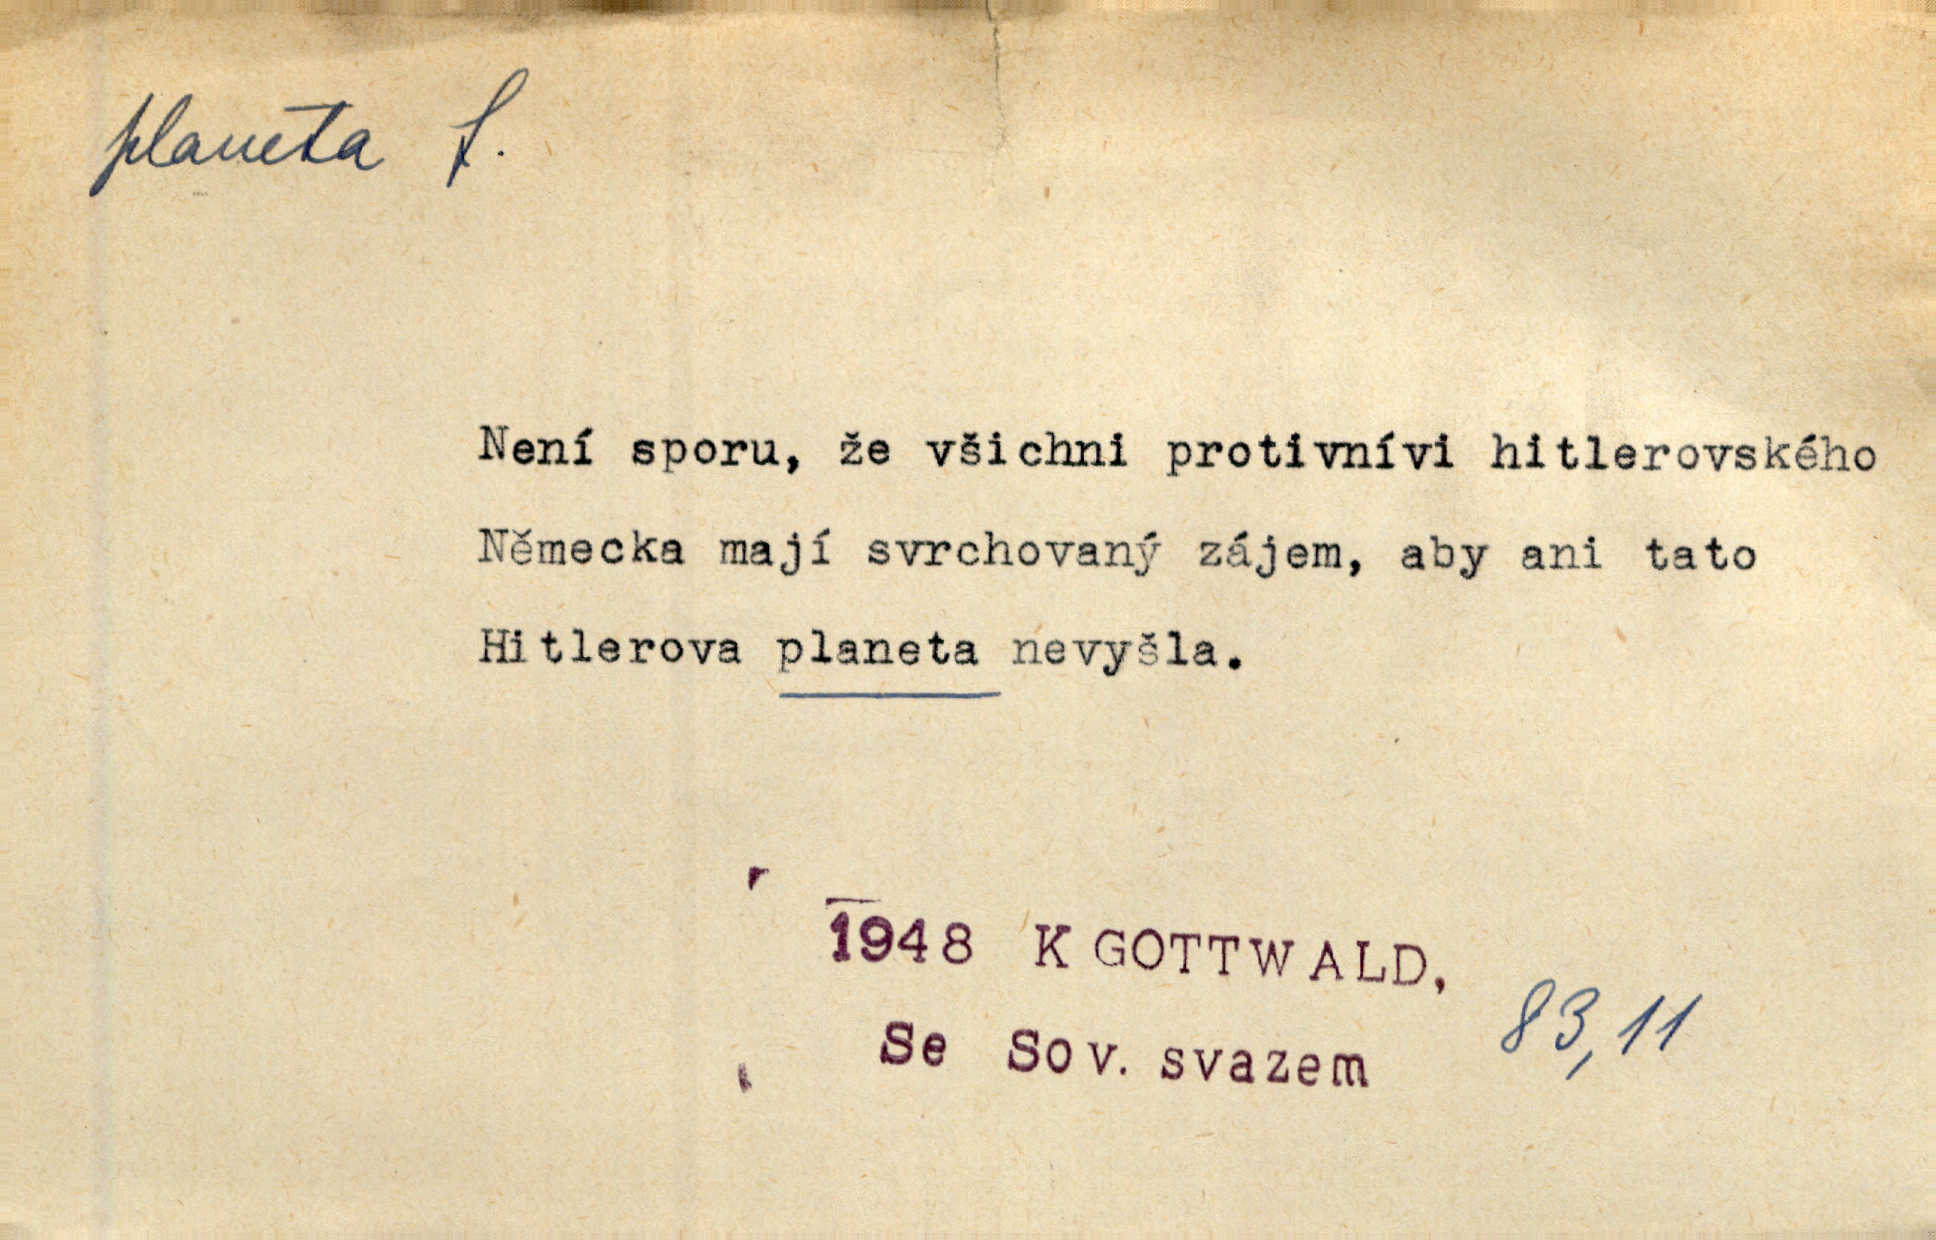 planeta f.
Není sporu, že všichni protivnívi hitlerovského
Německa mají svrchovaný zájem, aby ani tato
Hitlerova planeta nevyšla.
1948 K GOTTWALD,
Se Sov. svazem
83,11